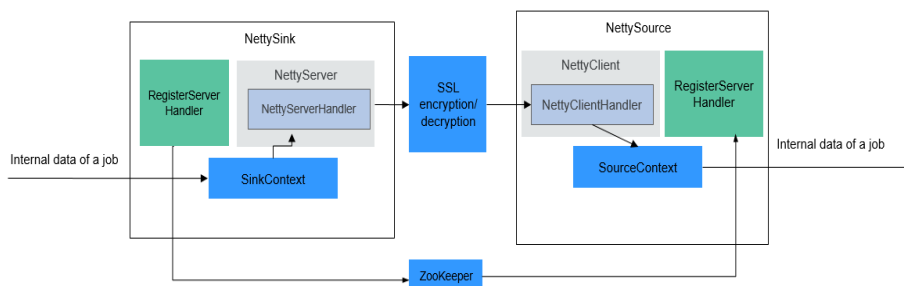 NettySink
NettySource
NettyServer
NettyClient
RegisterServer
Handler
NettyServerHandler
SSL
encryption/
decryption
NettyClientHandler
RegisterServer
Handler
Internal data of a job
SinkContext
SourceContext
Internal data of a job
ZooKeeper